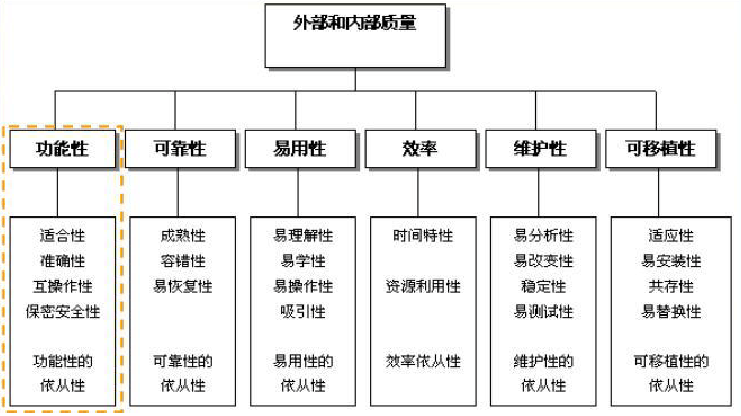 外部和内部质量
功能性
可靠性
易用性
效率
维护性
可移植性
适合性
准确性
互操作性
保密安全性
功能性的
依从性
成熟性
容错性
易恢复性
可靠性的
依从性
易理解性
易学性
易操作性
吸引性
易用性的
依从性
时间特性
资源利用性
效率依从性
易分析性
易改变性
稳定性
易测试性
维护性的
依从性
适应性
易安装性
共存性
易替换性
可移植性的
依从性